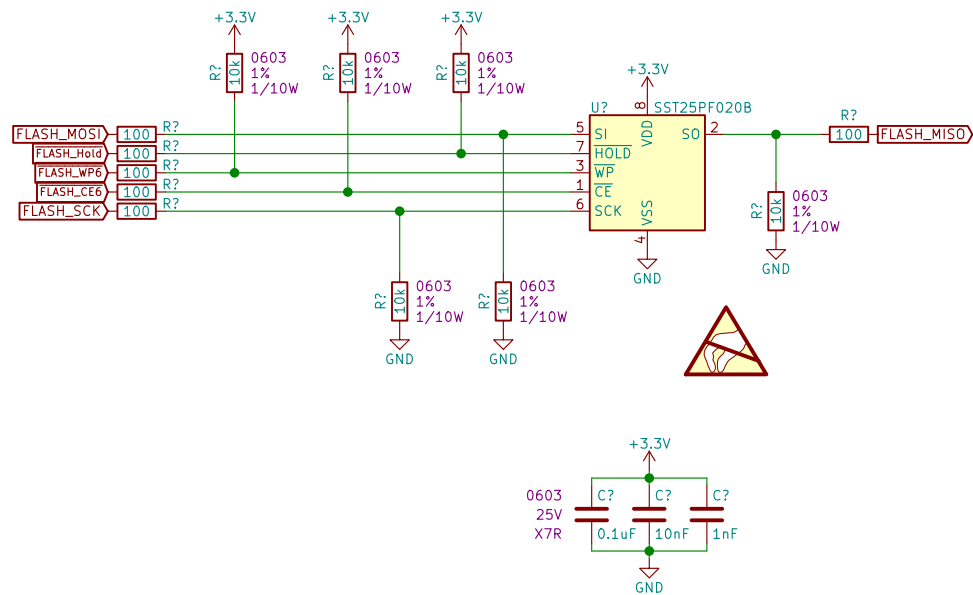 +3.3V
+3.3V
+3.3V
R? 10k 0603
1%
1/10W
R? 10k 0603
1%
1/10W
R? 10k 0603
1%
1/10W
+3.3V
U? 8 SST25PF020B
VDD
FLASH_MOSI 100 R? 5 SI
FLASH_Hold 100 R? 7 HOLD
FLASH_WP6 100 R? 3 WP
FLASH_CE6 100 R? 1 CE
FLASH_SCK 100 R? 6 SCK
SO 2
VSS
4
GND
R?
100 FLASH_MISO
R? 10k 0603
1%
1/10W
GND
R? 10k 0603
1%
1/10W
GND
R? 10k 0603
1%
1/10W
GND
+3.3V
0603
25V
X7R
C?
0.1uF
C?
10nF
C?
1nF
GND